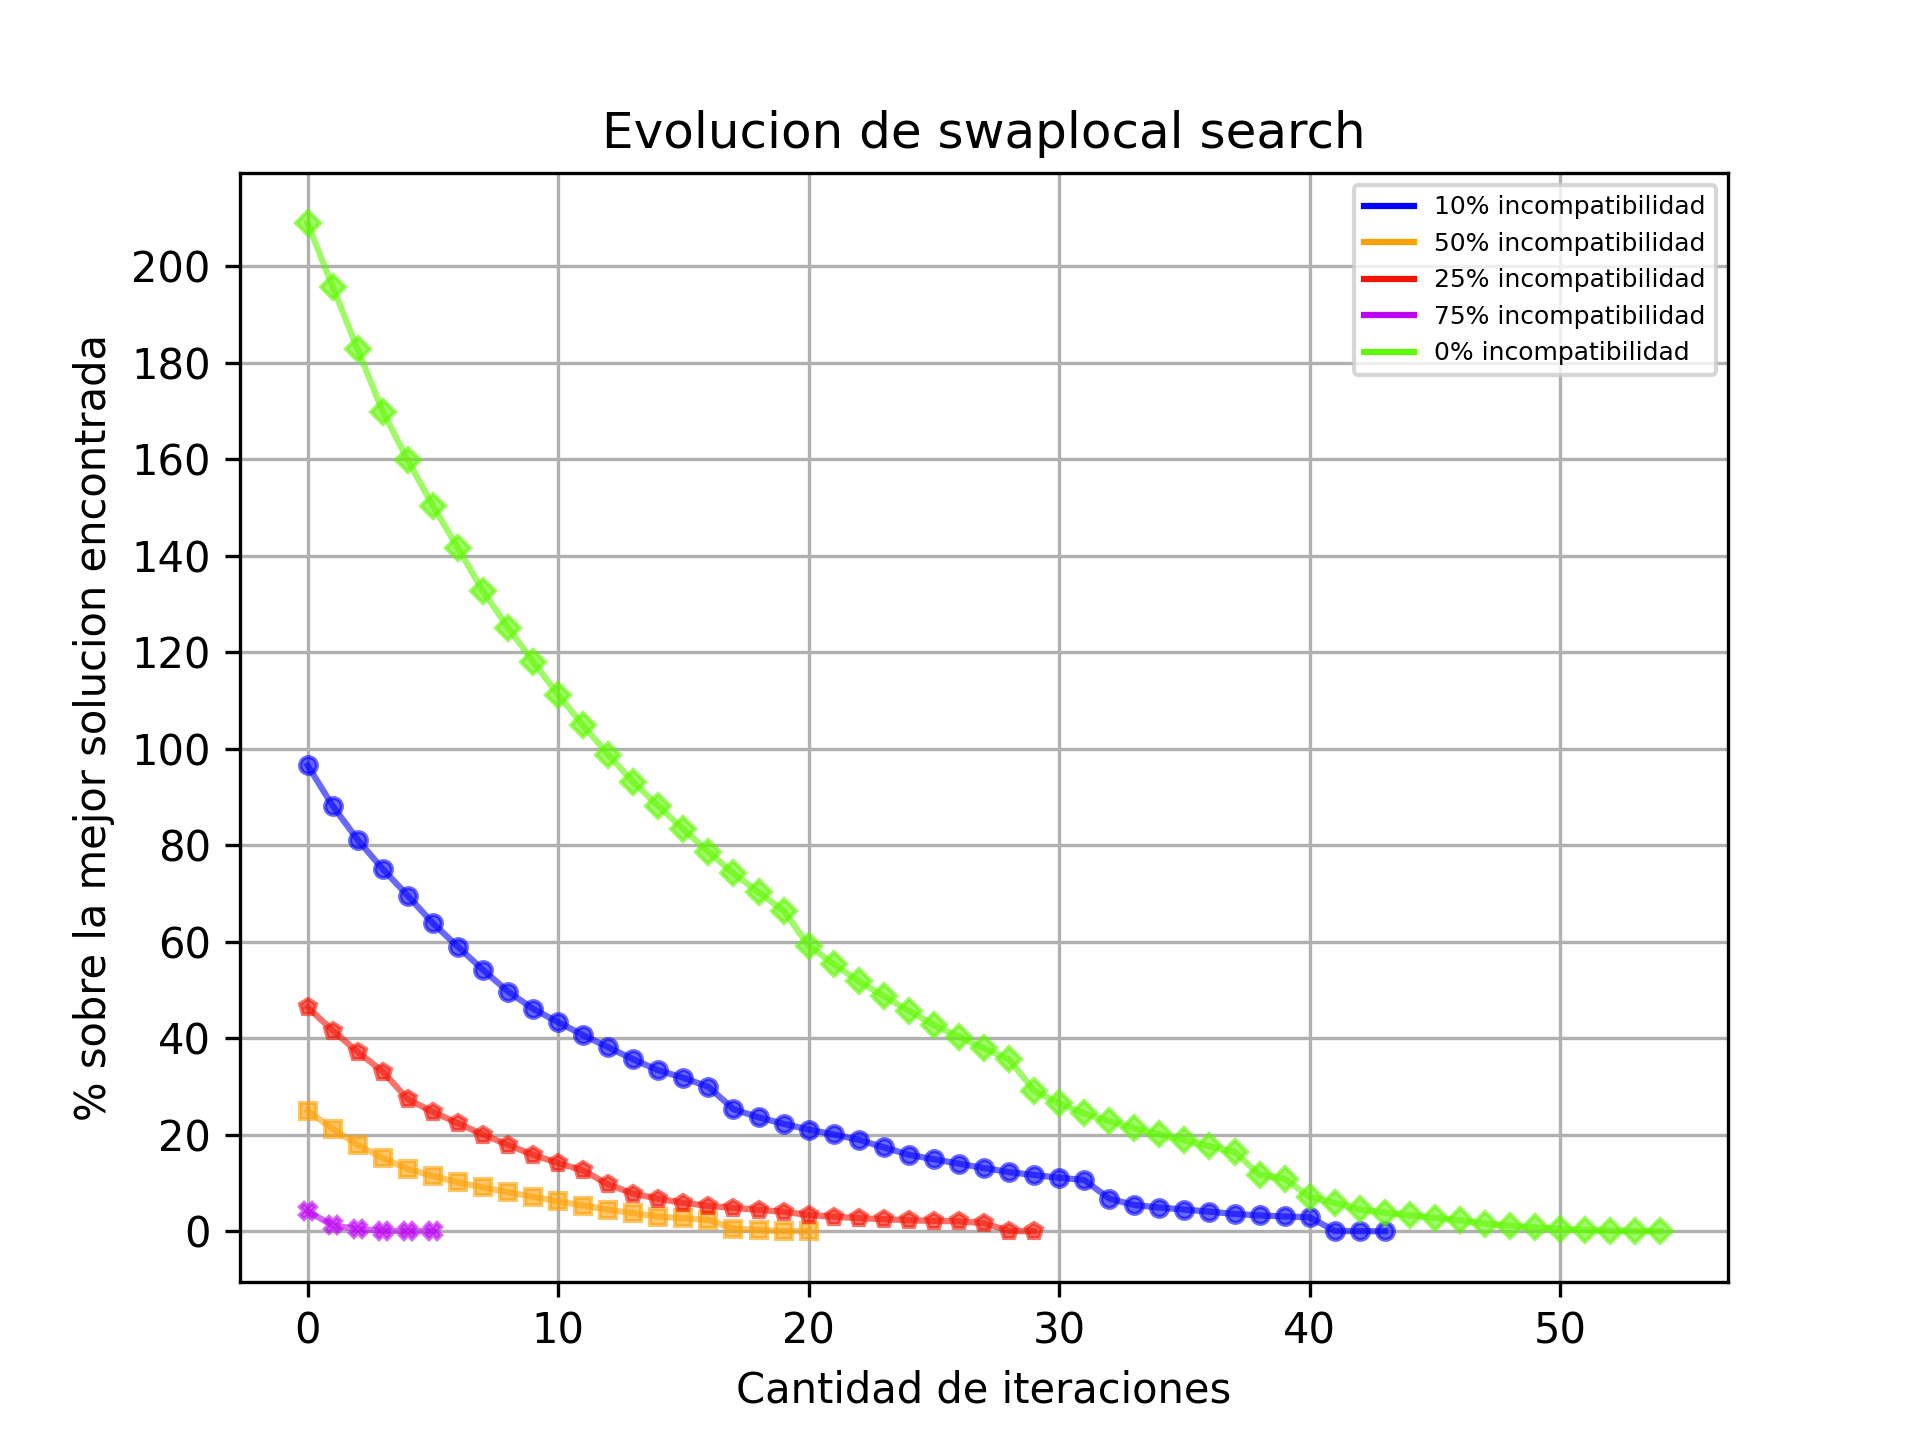 Evolucion de swaplocal search
10% incompatibilidad
50% incompatibilidad
25% incompatibilidad
75% incompatibilidad
0% incompatibilidad
% sobre la mejor solucion encontrada
200
180
160
140
120
100
80
60
40
20
0
0 10 20 30 40 50
Cantidad de iteraciones